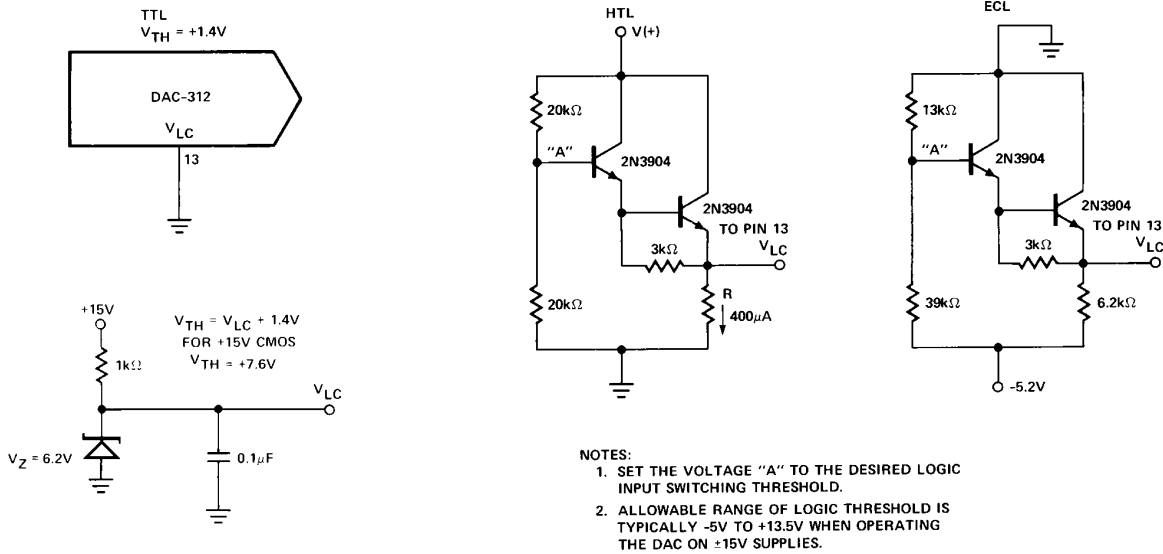 TTL
V_TH = +1.4V
DAC-312
V_LC
13
+15V
1kΩ
V_TH = V_LC + 1.4V
FOR +15V CMOS
V_TH = +7.6V
V_LC
V_Z = 6.2V
0.1μF
HTL
V(+)
20kΩ
"A"
2N3904
2N3904
TO PIN 13
V_LC
3kΩ
20kΩ
R
400μA
ECL
13kΩ
"A"
2N3904
2N3904
TO PIN 13
V_LC
3kΩ
39kΩ
6.2kΩ
-5.2V
NOTES:
1. SET THE VOLTAGE "A" TO THE DESIRED LOGIC
INPUT SWITCHING THRESHOLD.
2. ALLOWABLE RANGE OF LOGIC THRESHOLD IS
TYPICALLY -5V TO +13.5V WHEN OPERATING
THE DAC ON ±15V SUPPLIES.